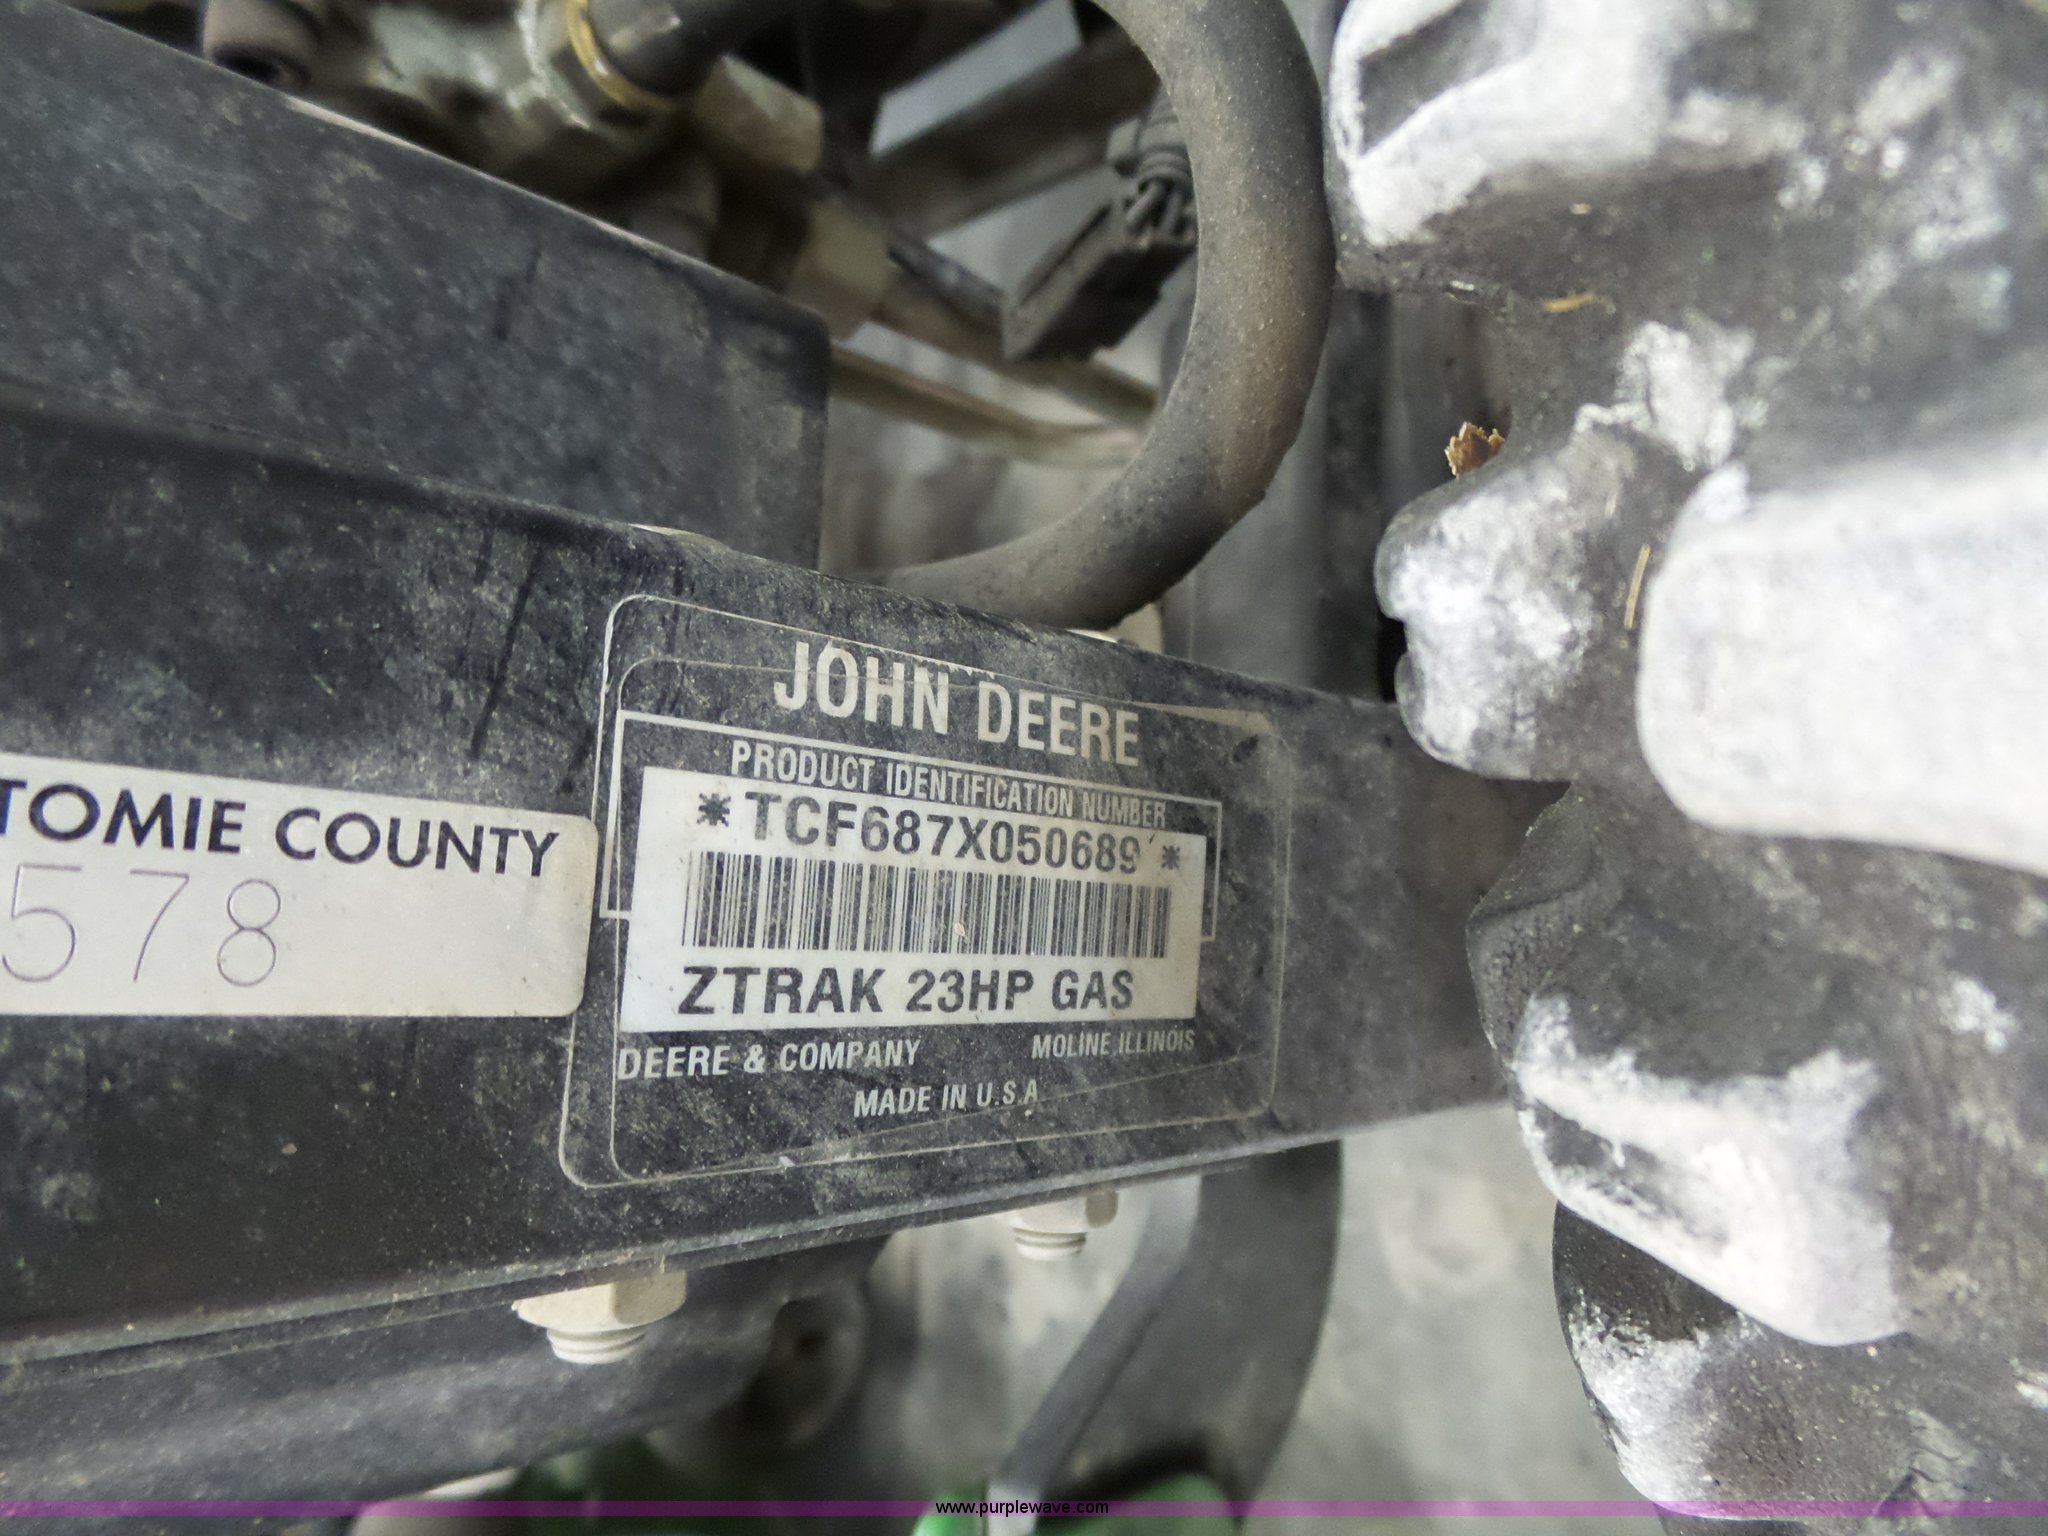 JOHN DEERE
PRODUCT IDENTIFICATION NUMBER
*TCF687X050689*
ZTRAK 23HP GAS
DEERE & COMPANY MOLINE ILLINOIS
MADE IN U.S.A
TOMIE COUNTY
578
www.purplewave.com